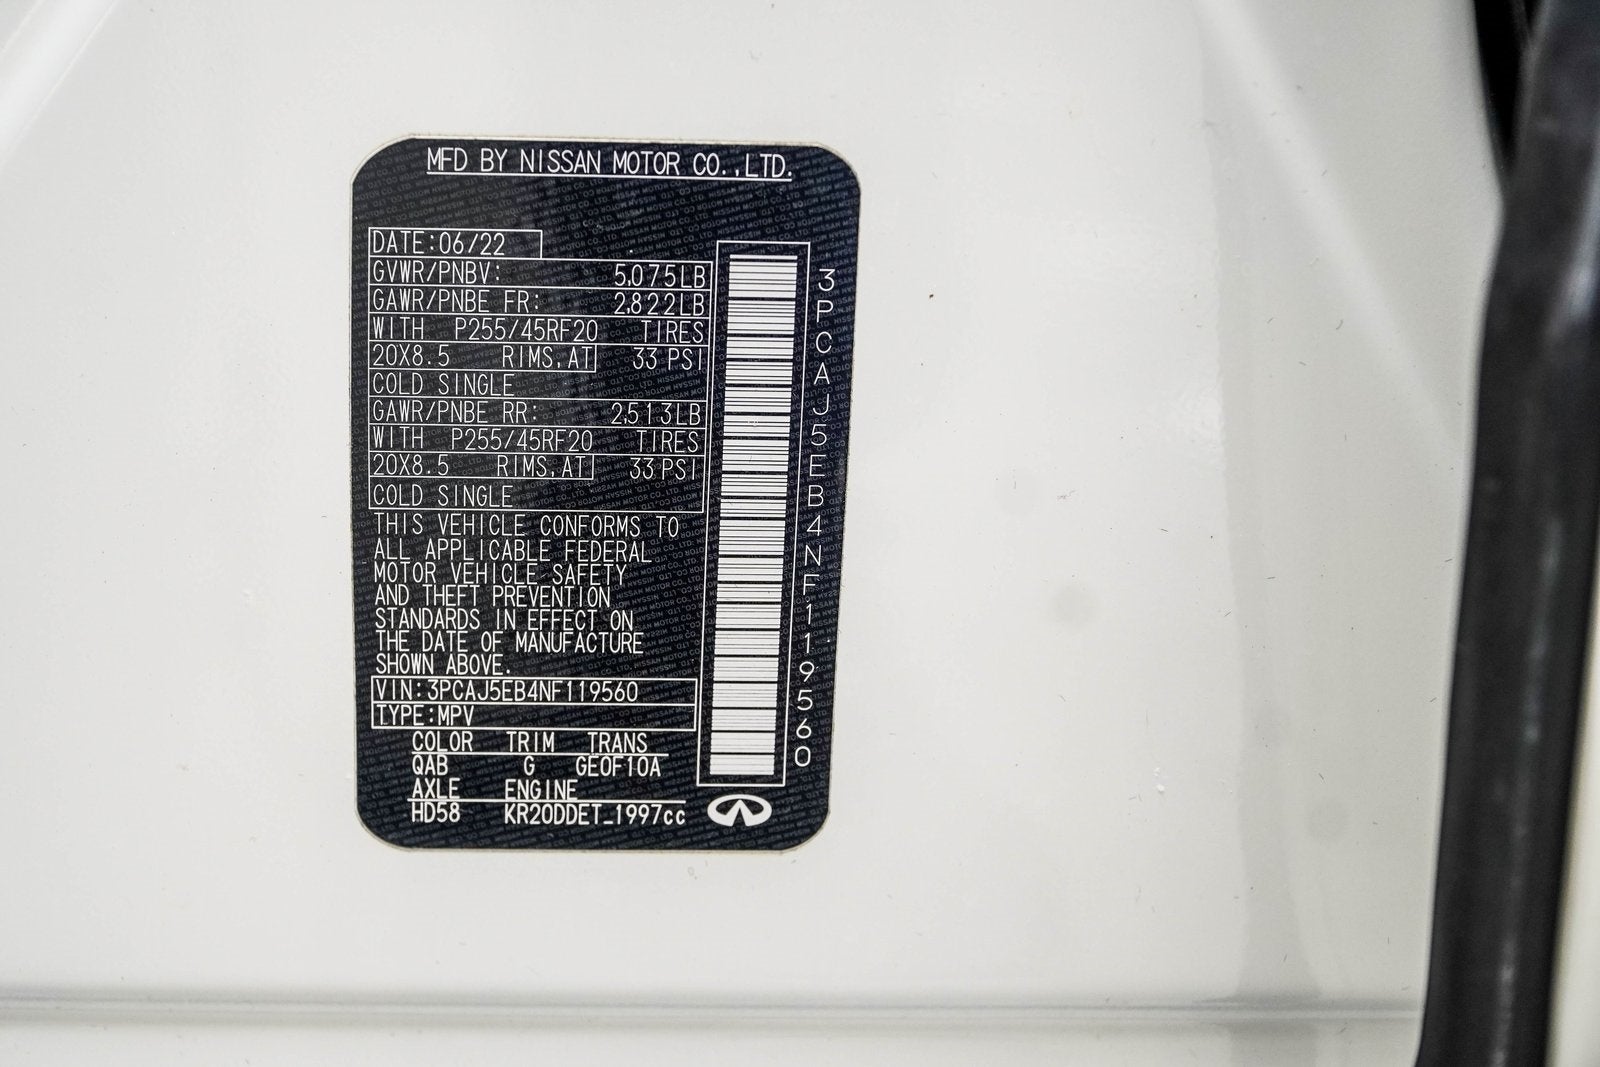 MFD BY NISSAN MOTOR CO.,LTD.
DATE:06/22
GVWR/PNBV: 5,075LB
GAWR/PNBE FR: 2,822LB
WITH P255/45RF20 TIRES
20X8.5 RIMS,AT 33 PSI
COLD SINGLE
GAWR/PNBE RR: 2,513LB
WITH P255/45RF20 TIRES
20X8.5 RIMS,AT 33 PSI
COLD SINGLE
THIS VEHICLE CONFORMS TO
ALL APPLICABLE FEDERAL
MOTOR VEHICLE SAFETY
AND THEFT PREVENTION
STANDARDS IN EFFECT ON
THE DATE OF MANUFACTURE
SHOWN ABOVE.
VIN:3PCAJ5EB4NF119560
TYPE:MPV
COLOR TRIM TRANS
QAB G GE0F10A
AXLE ENGINE
HD58 KR20DDET_1997cc
3PCAJ5EB4NF119560